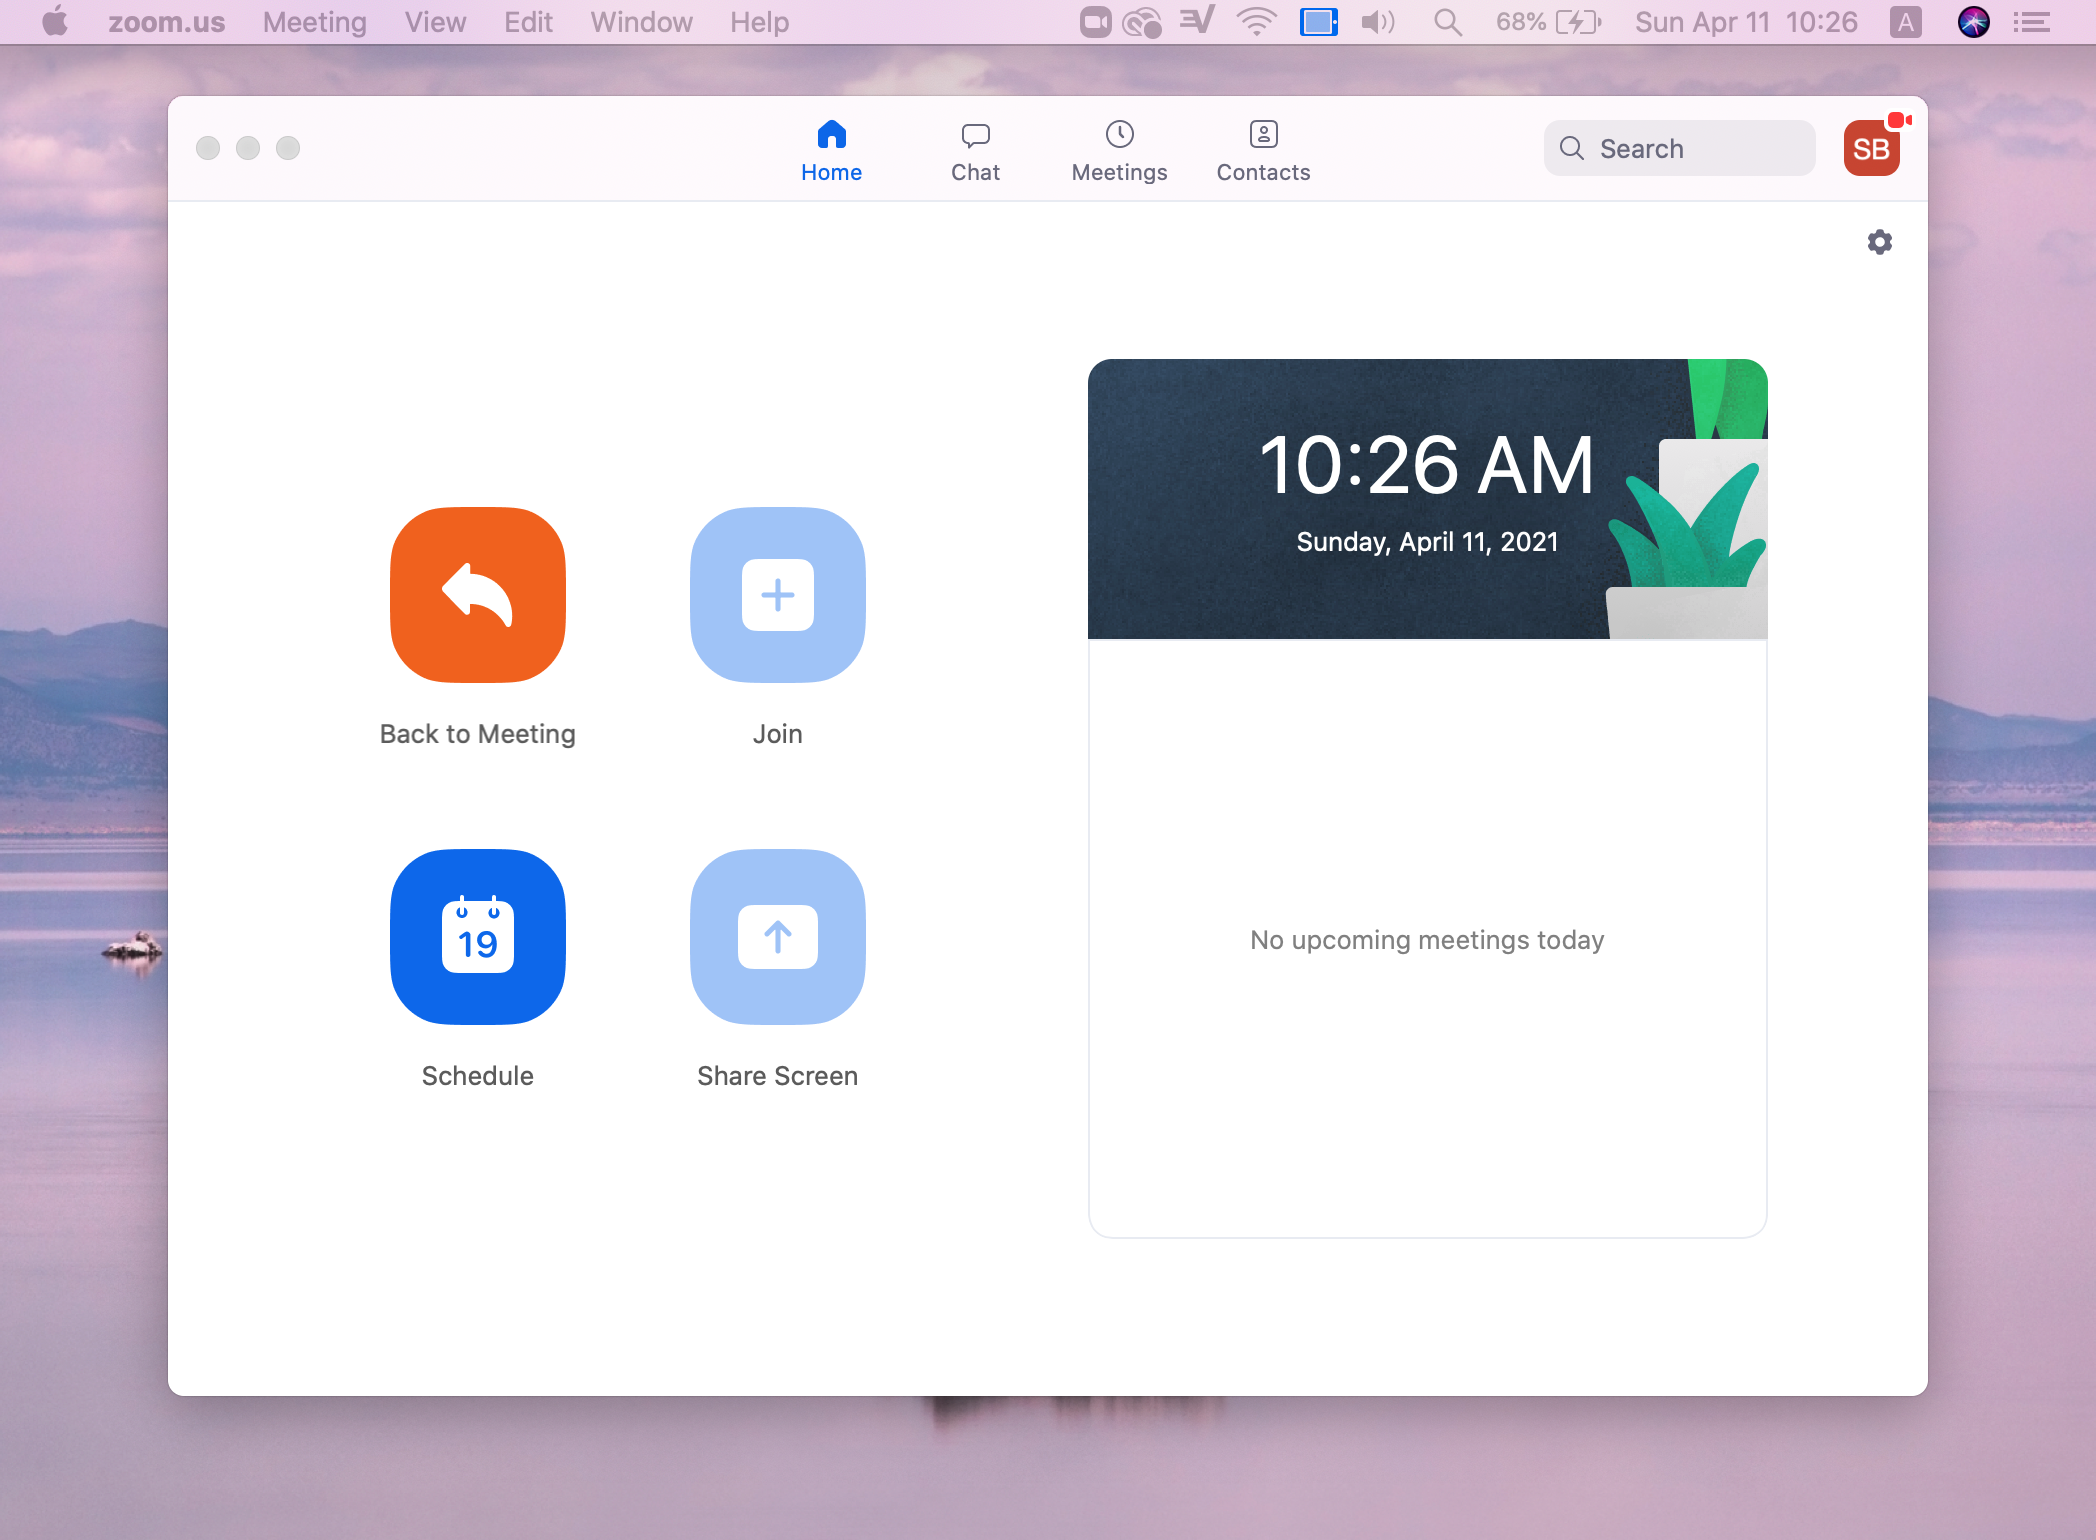 zoom.us Meeting View Edit Window Help 68% Sun Apr 11 10:26 A
Home Chat Meetings Contacts
Search
SB
10:26 AM
Sunday, April 11, 2021
Back to Meeting
Join
19
Schedule
Share Screen
No upcoming meetings today